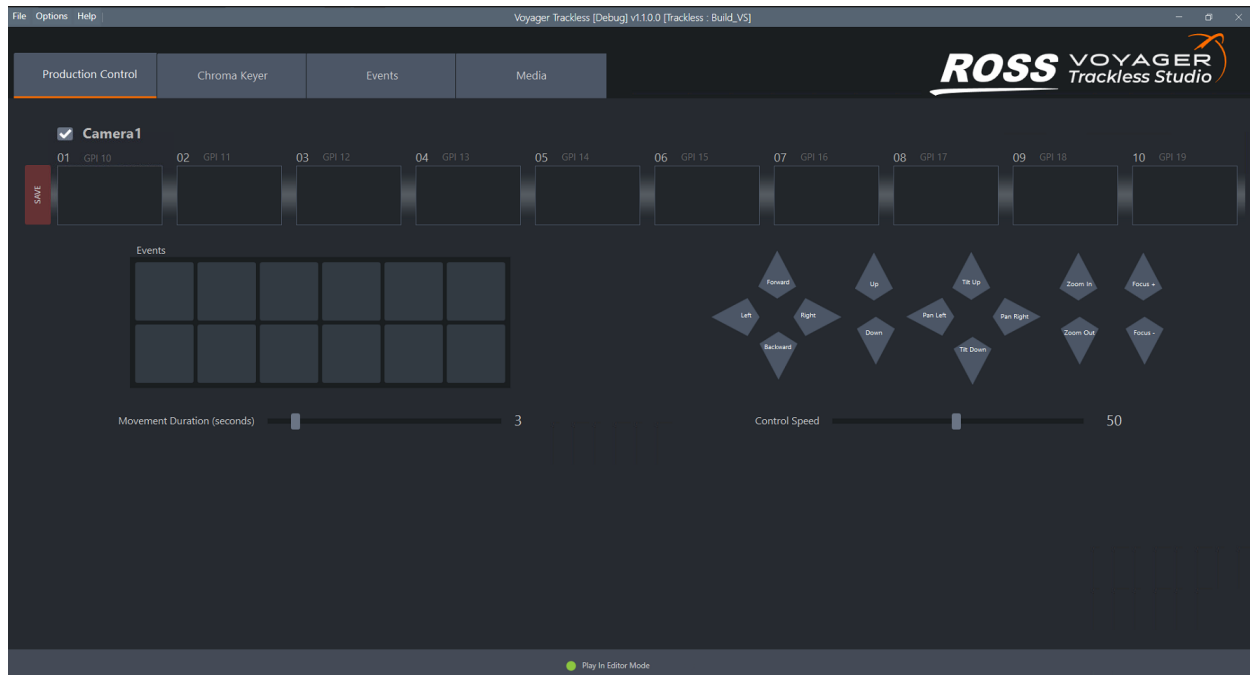 File Options Help
Voyager Trackless [Debug] v1.1.0.0 [Trackless : Build_VS]
Production Control
Chroma Keyer
Events
Media
ROSS VOYAGER
Trackless Studio
Camera1
01 GPI 10
02 GPI 11
03 GPI 12
04 GPI 13
05 GPI 14
06 GPI 15
07 GPI 16
08 GPI 17
09 GPI 18
10 GPI 19
SAVE
Events
Forward
Left
Right
Backward
Up
Down
Tilt Up
Pan Left
Pan Right
Tilt Down
Zoom In
Zoom Out
Focus +
Focus -
Movement Duration (seconds) 3
Control Speed 50
Play In Editor Mode